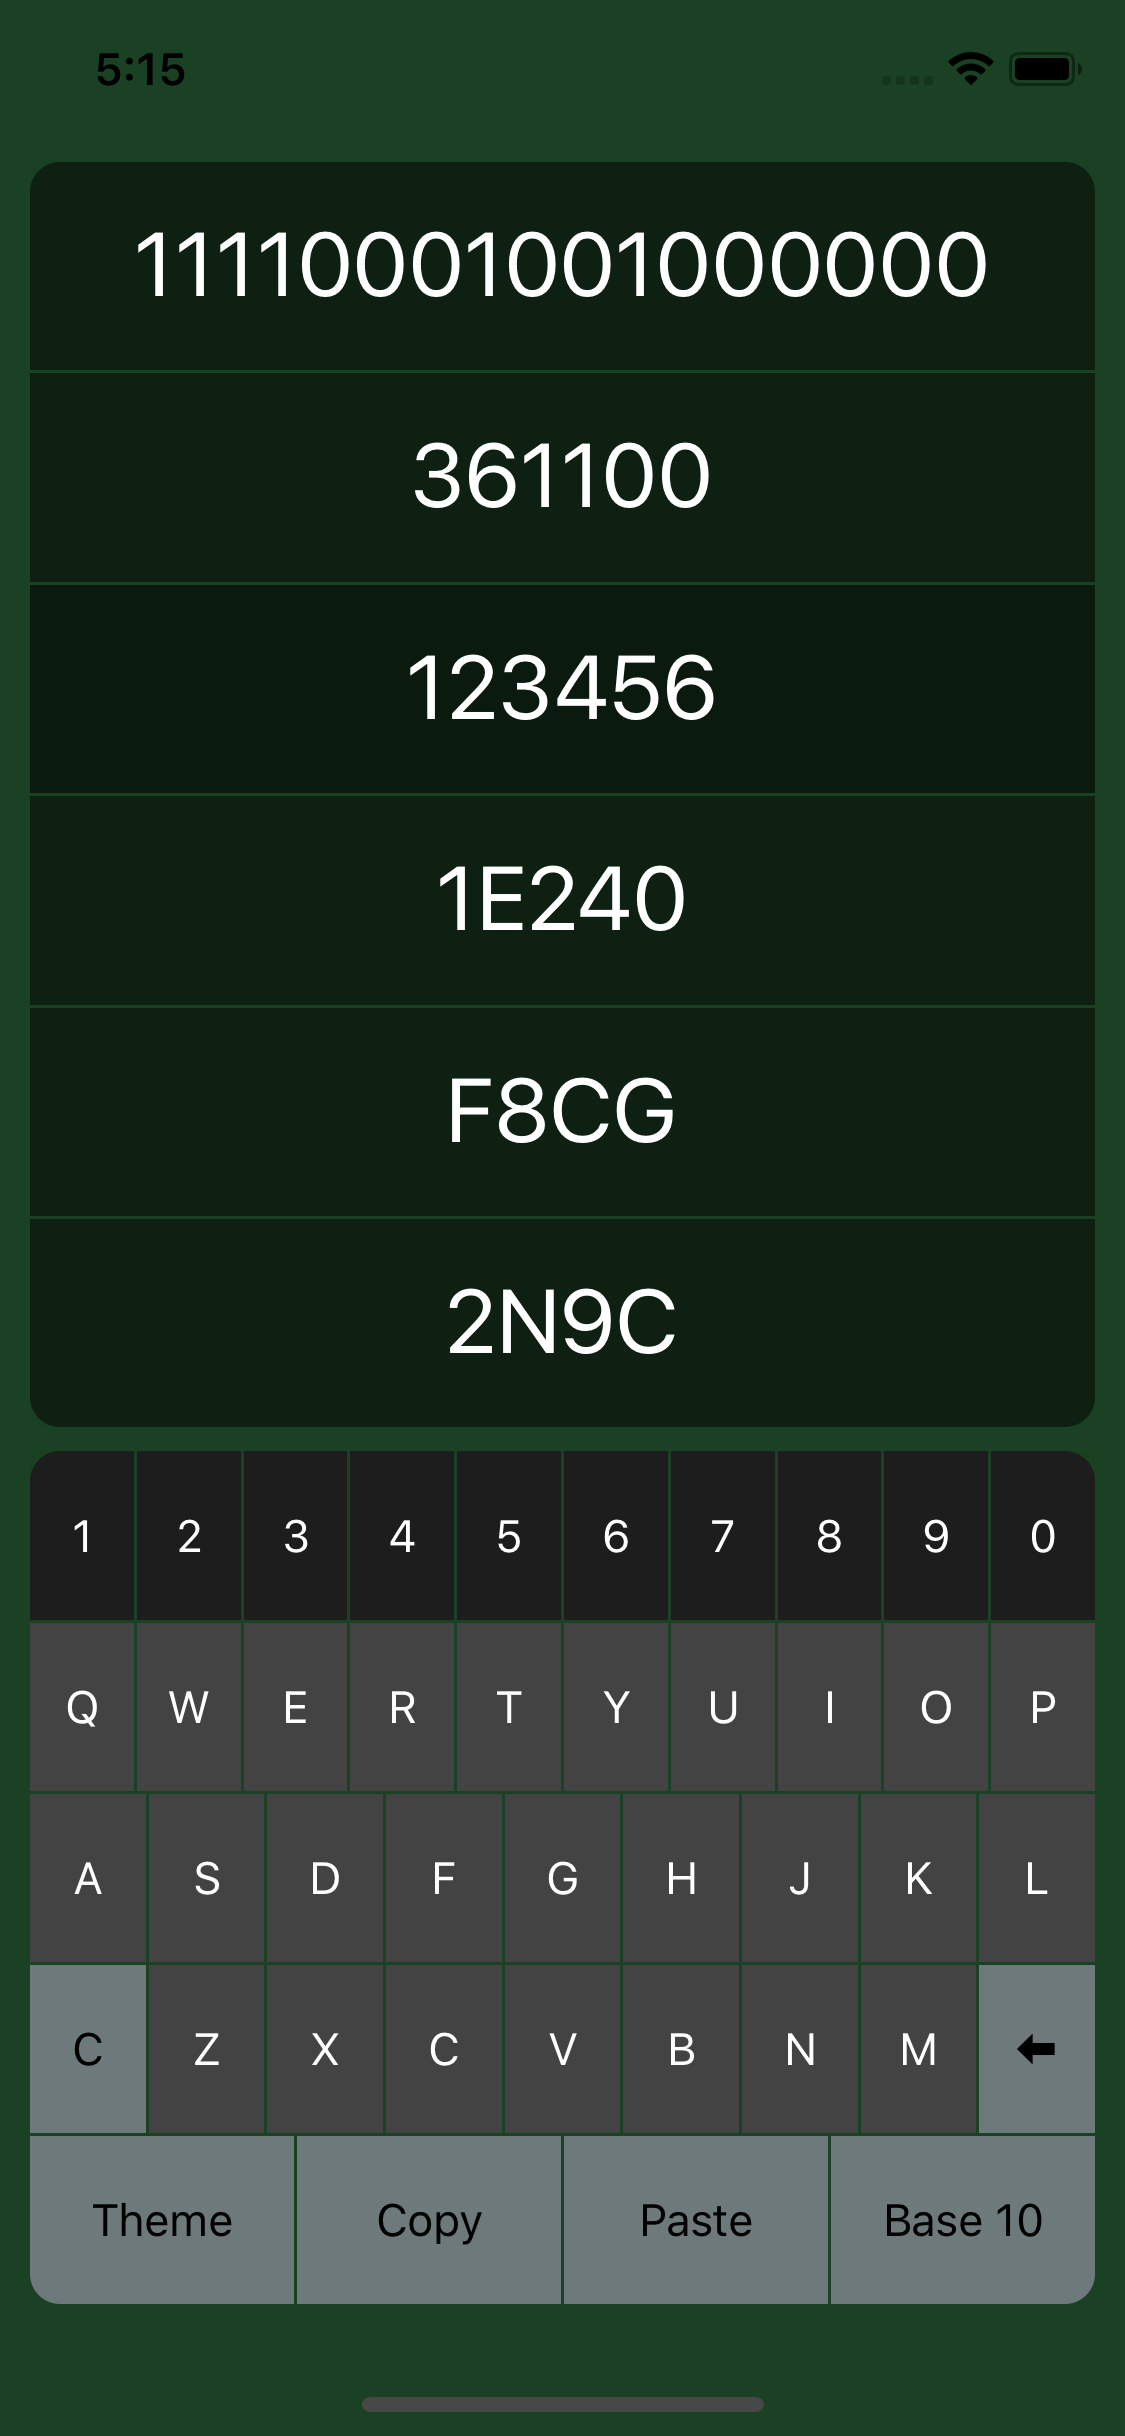 5:15
11110001001000000
361100
123456
1E240
F8CG
2N9C
1 2 3 4 5 6 7 8 9 0
Q W E R T Y U I O P
A S D F G H J K L
C Z X C V B N M
Theme Copy Paste Base 10